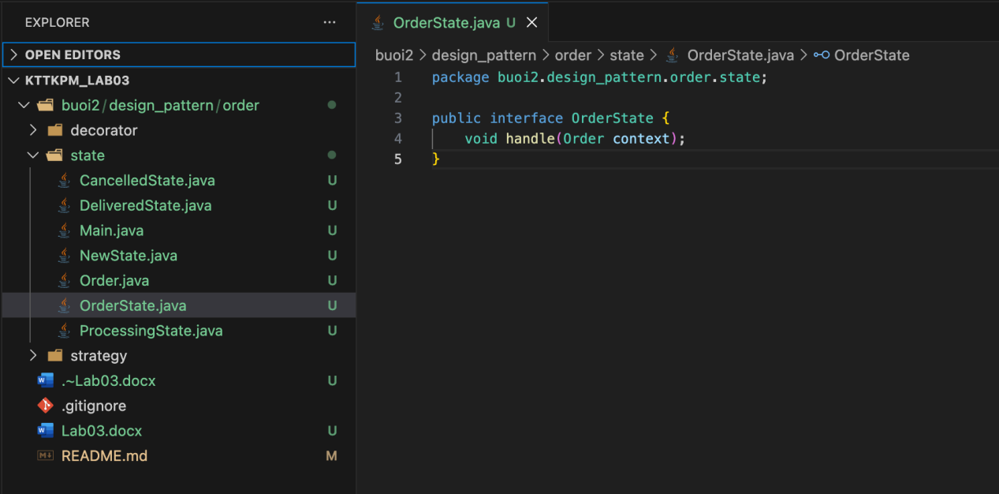 EXPLORER ...
OPEN EDITORS
KTTKPM_LAB03
buoi2/design_pattern/order
decorator
state
CancelledState.java U
DeliveredState.java U
Main.java U
NewState.java U
Order.java U
OrderState.java U
ProcessingState.java U
strategy
W .~Lab03.docx U
.gitignore
W Lab03.docx U
M↓ README.md M
OrderState.java U
buoi2 > design_pattern > order > state > OrderState.java > OrderState
1 package buoi2.design_pattern.order.state;
2
3 public interface OrderState {
4 void handle(Order context);
5 }